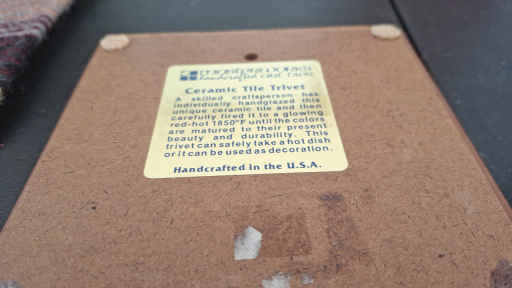 handcrafted tile
Ceramic Tile Trivet
A skilled craftsperson has
individually handglazed this
unique ceramic tile and then
carefully fired it to a glowing
red-hot 1850°F until the colors
are matured to their present
beauty and durability. This
trivet can safely take a hot dish
or it can be used as decoration.
Handcrafted in the U.S.A.